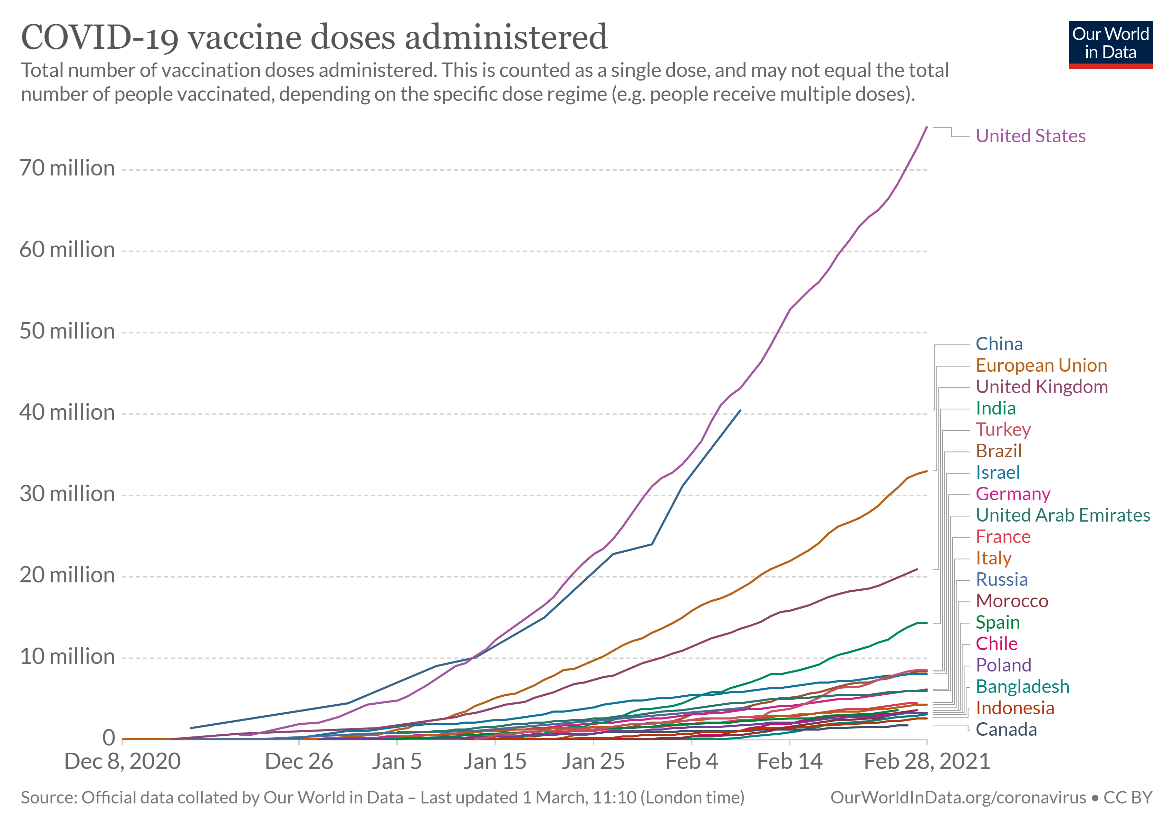 COVID-19 vaccine doses administered
Our World
in Data
Total number of vaccination doses administered. This is counted as a single dose, and may not equal the total
number of people vaccinated, depending on the specific dose regime (e.g. people receive multiple doses).
70 million
60 million
50 million
40 million
30 million
20 million
10 million
0
United States
China
European Union
United Kingdom
India
Turkey
Brazil
Israel
Germany
United Arab Emirates
France
Italy
Russia
Morocco
Spain
Chile
Poland
Bangladesh
Indonesia
Canada
Dec 8, 2020 Dec 26 Jan 5 Jan 15 Jan 25 Feb 4 Feb 14 Feb 28, 2021
Source: Official data collated by Our World in Data – Last updated 1 March, 11:10 (London time)
OurWorldInData.org/coronavirus • CC BY